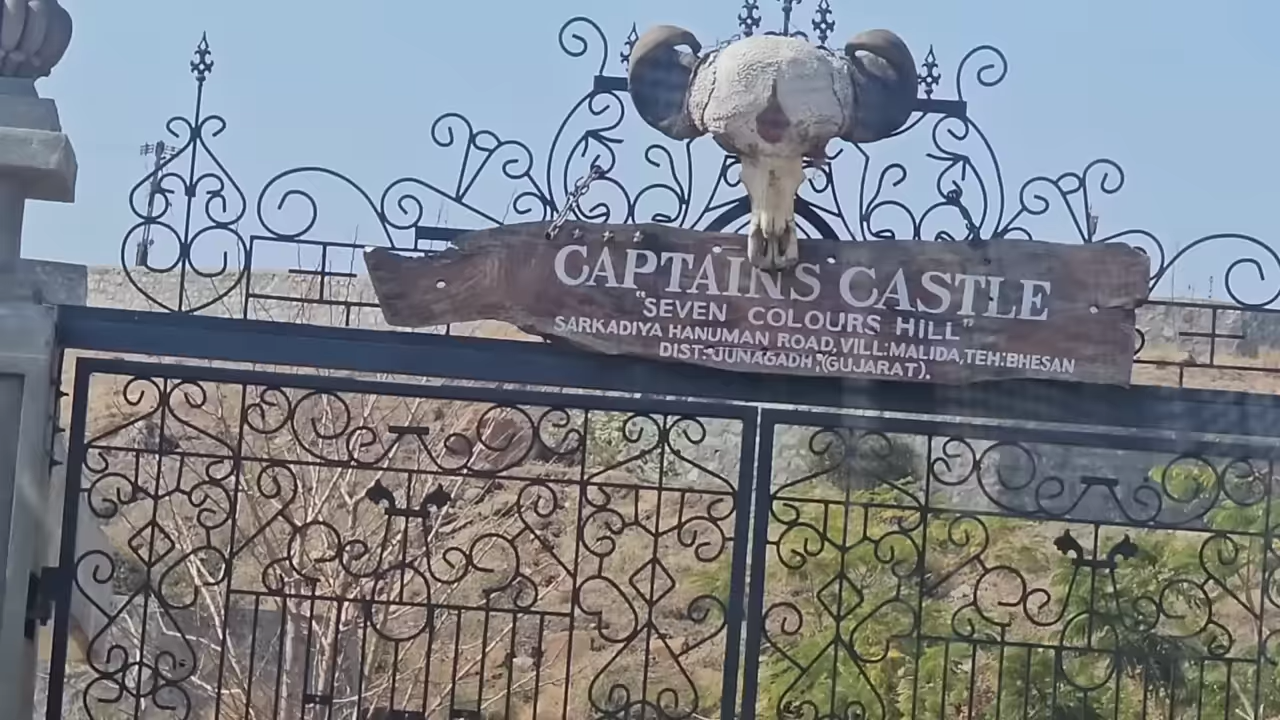 CAPTAINS CASTLE
"SEVEN COLOURS HILL"
SARKADIYA HANUMAN ROAD, VILL:MALIDA, TEH:BHESAN
DIST:JUNAGADH,(GUJARAT).